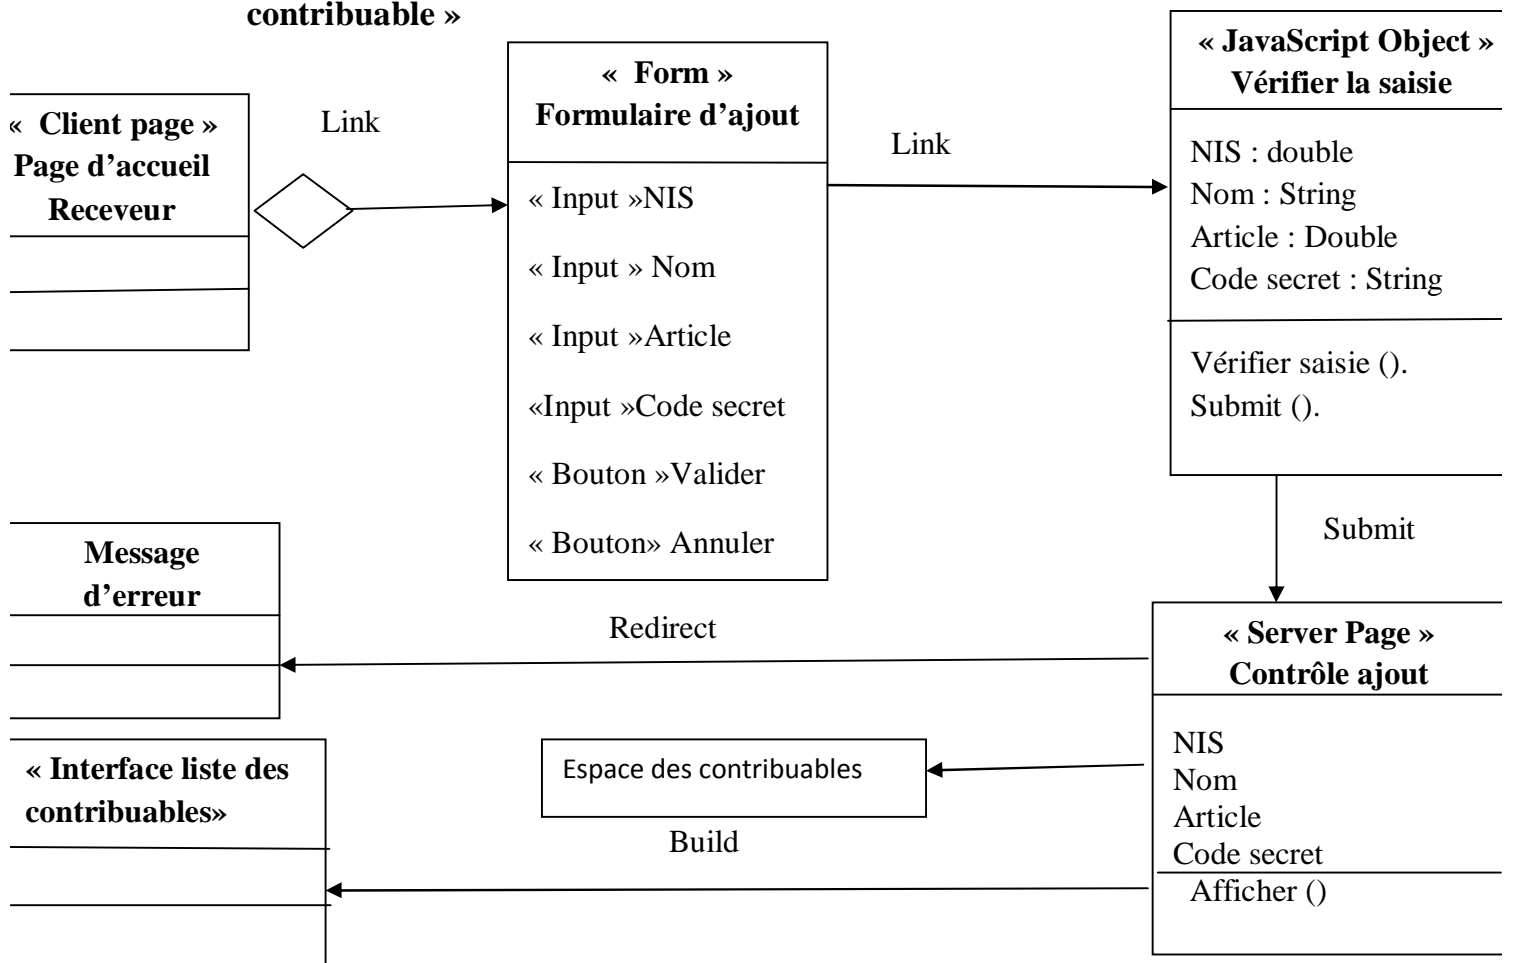 contribuable »
« Client page »
Page d’accueil
Receveur
Link
« Form »
Formulaire d’ajout
« Input »NIS
« Input » Nom
« Input »Article
«Input »Code secret
« Bouton »Valider
« Bouton» Annuler
Link
« JavaScript Object »
Vérifier la saisie
NIS : double
Nom : String
Article : Double
Code secret : String
Vérifier saisie ().
Submit ().
Submit
Message
d’erreur
Redirect
« Server Page »
Contrôle ajout
NIS
Nom
Article
Code secret
Afficher ()
« Interface liste des
contribuables»
Espace des contribuables
Build